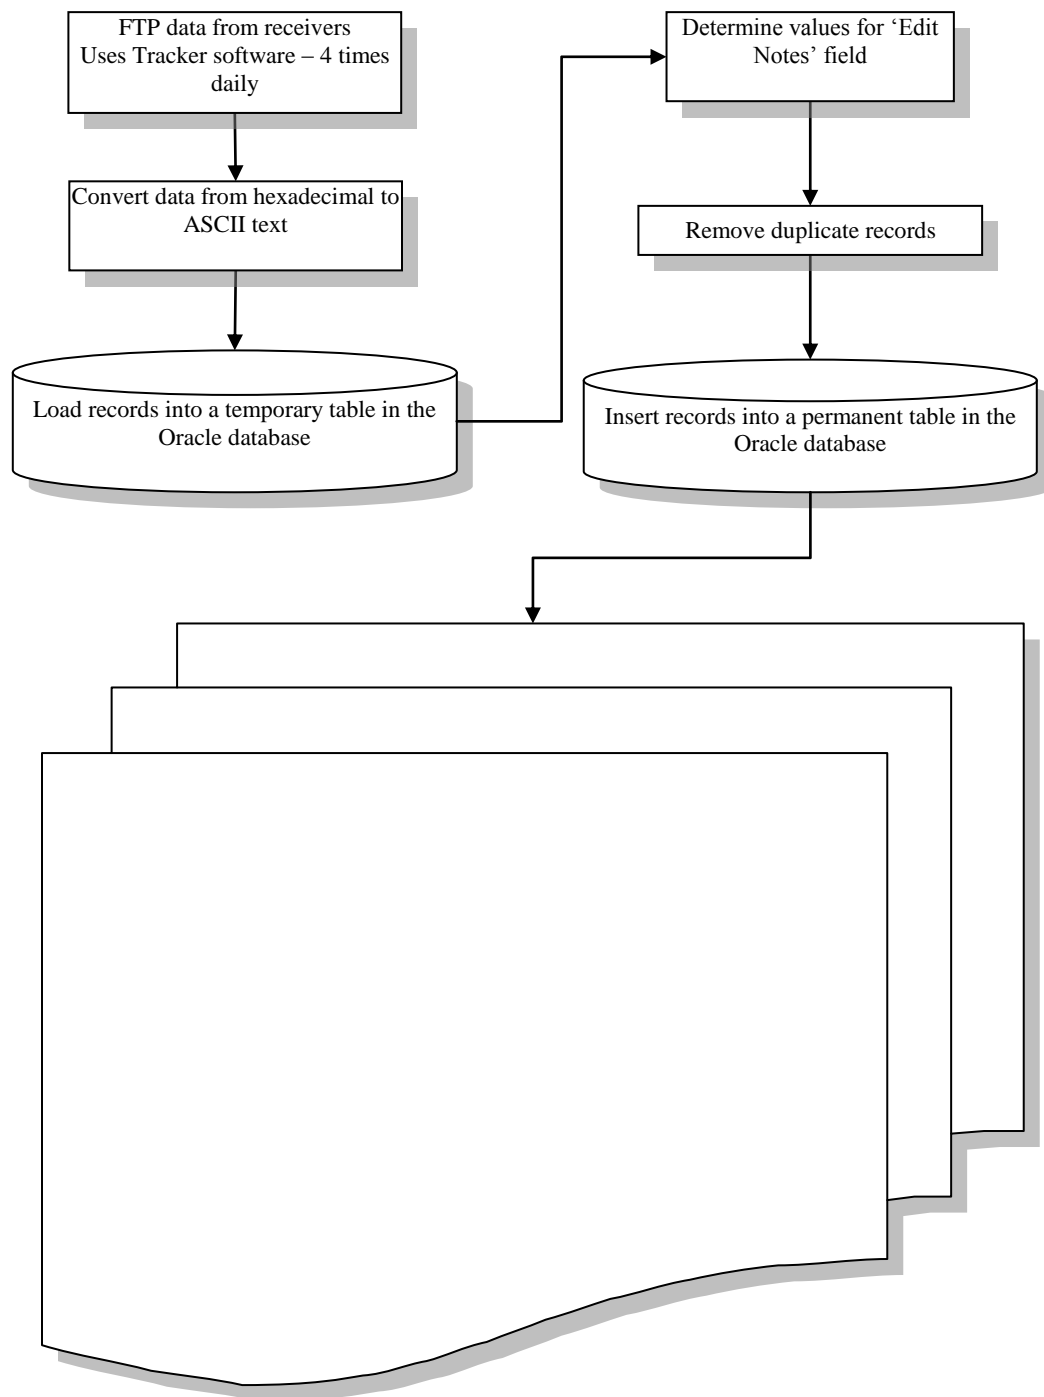 FTP data from receivers
Uses Tracker software – 4 times
daily
Convert data from hexadecimal to
ASCII text
Load records into a temporary table in the
Oracle database
Determine values for ‘Edit
Notes’ field
Remove duplicate records
Insert records into a permanent table in the
Oracle database